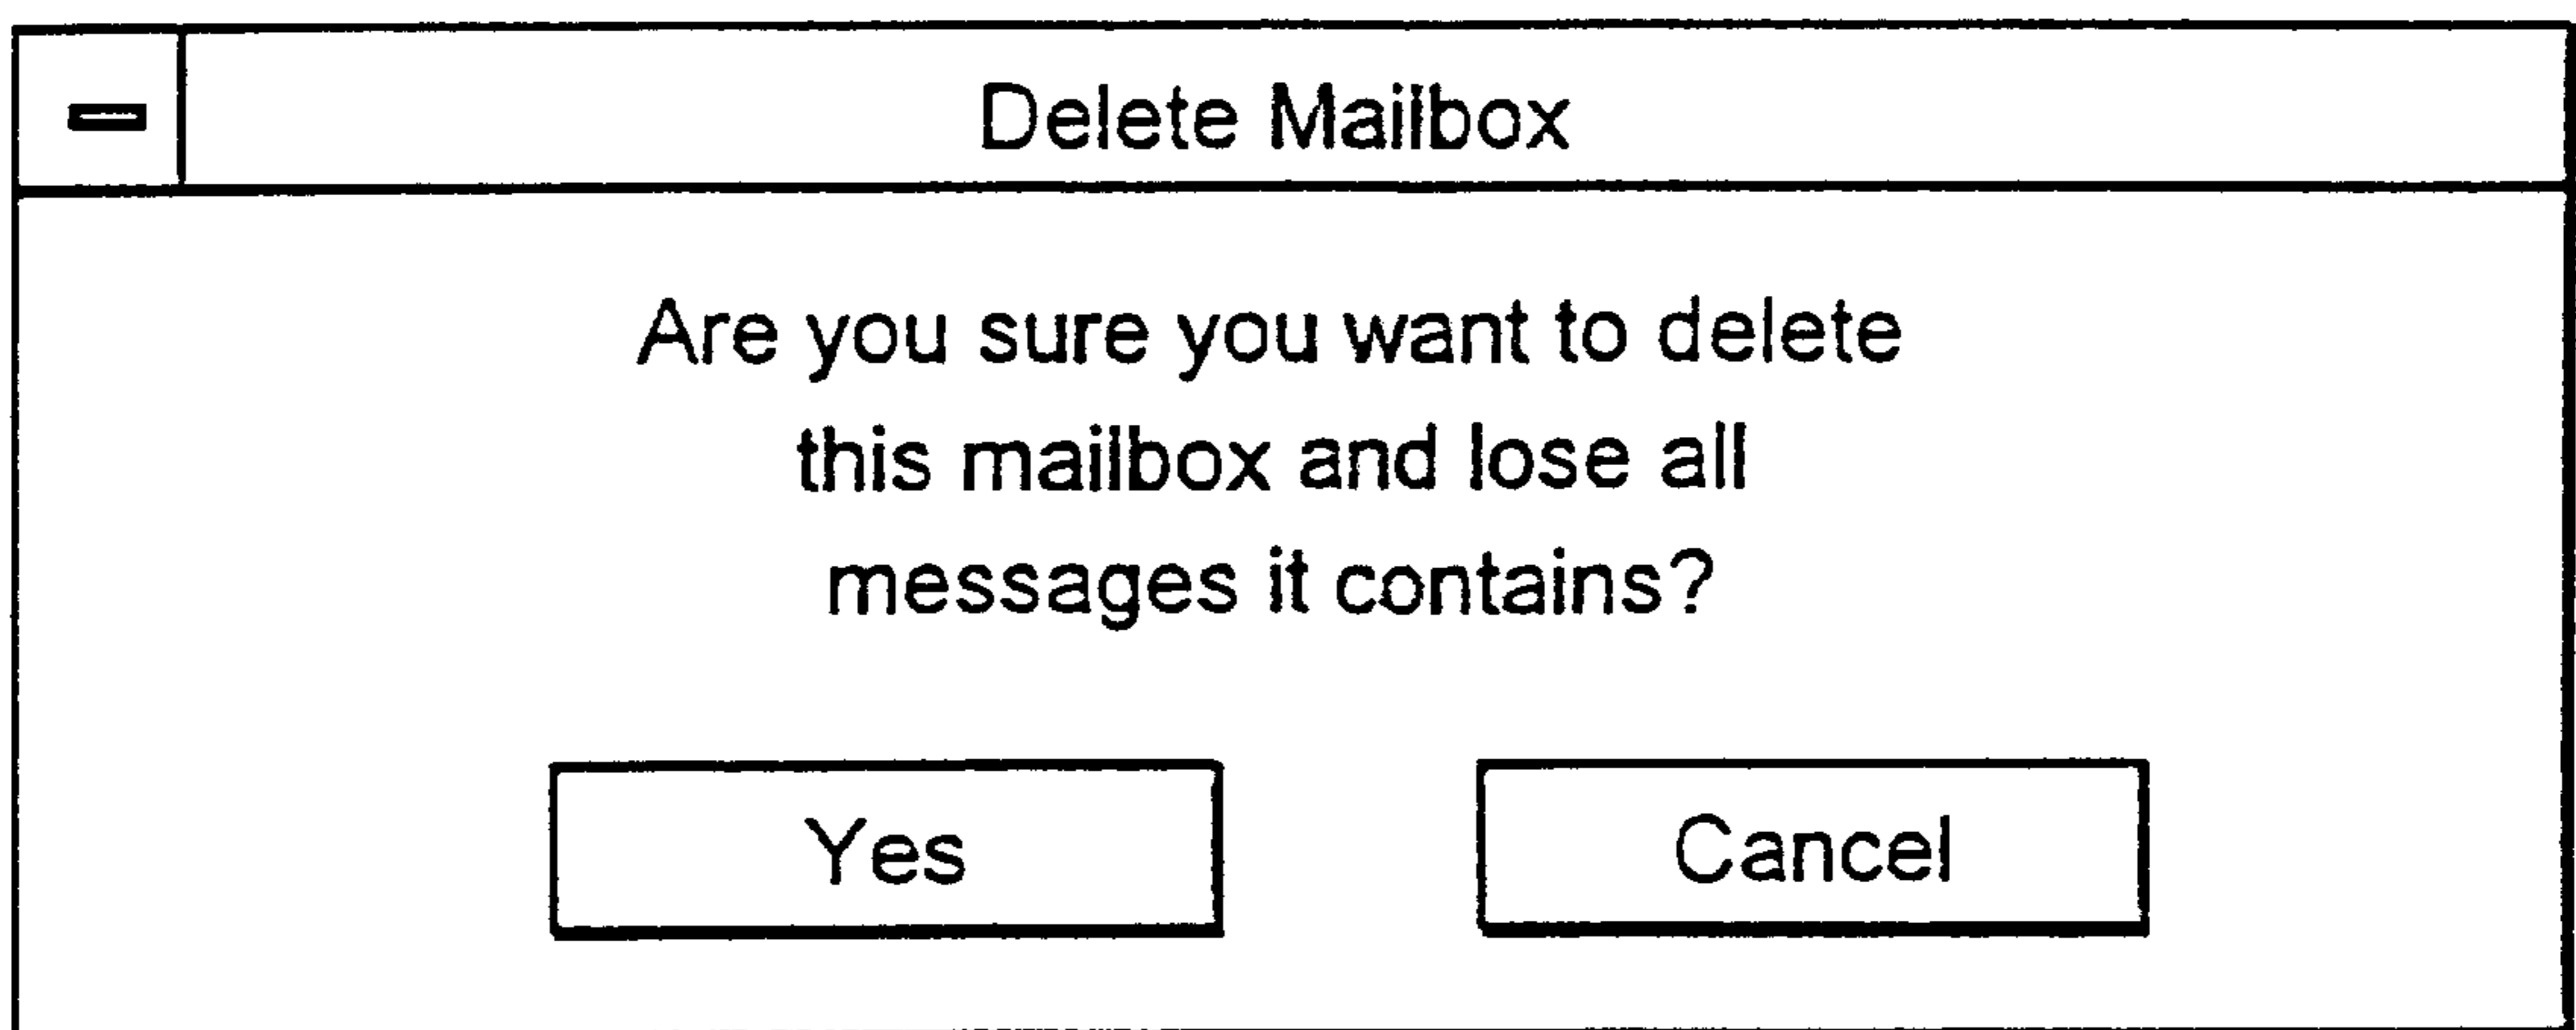 Delete Mailbox
Are you sure you want to delete
this mailbox and lose all
messages it contains?
Yes
Cancel